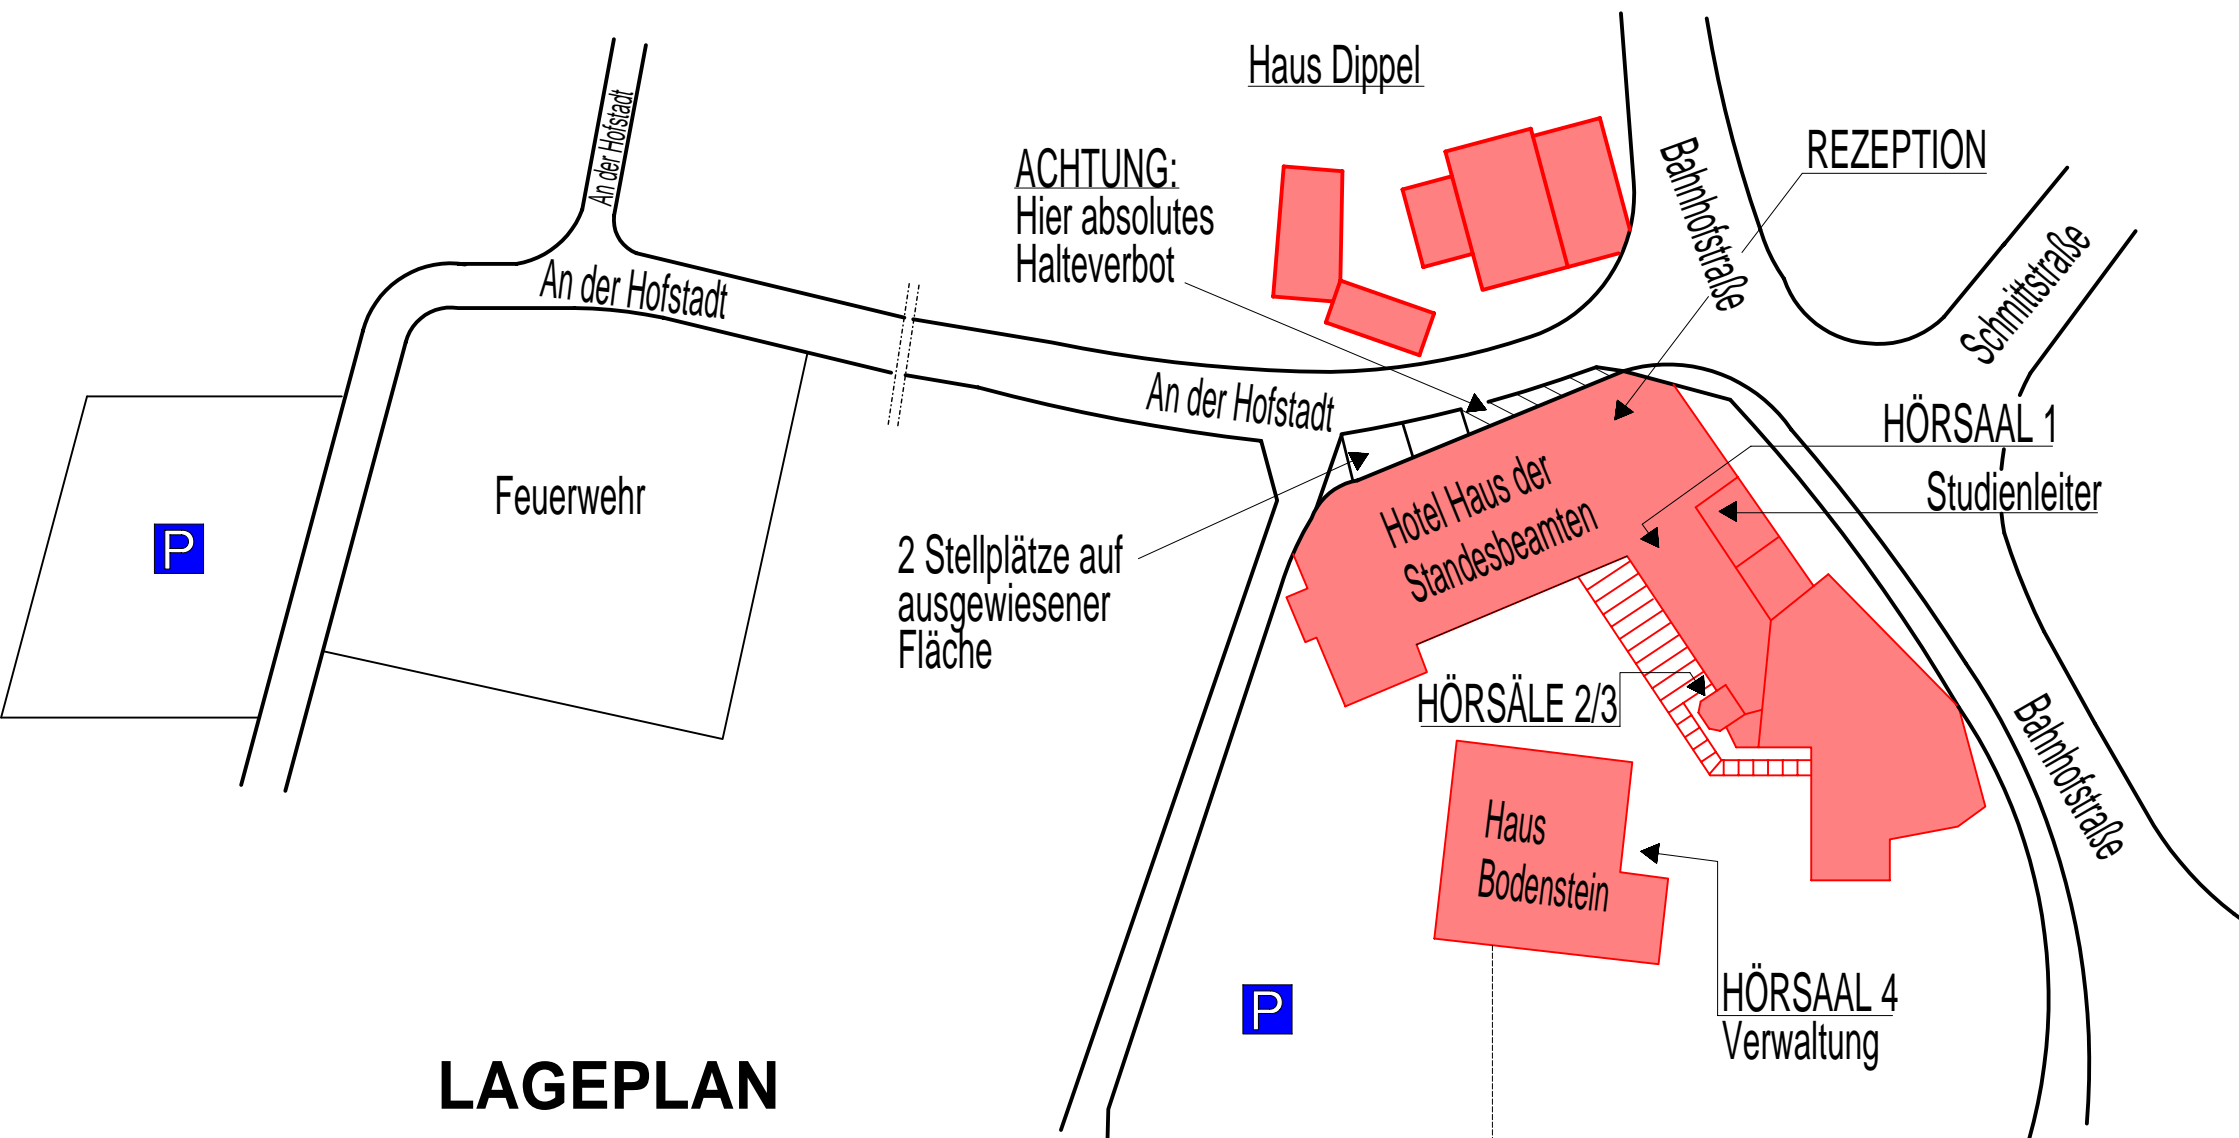 Haus Dippel
An der Hofstadt
ACHTUNG:
Hier absolutes
Halteverbot
Bahnhofstraße
REZEPTION
Schmittstraße
An der Hofstadt
An der Hofstadt
HÖRSAAL 1
Studienleiter
Feuerwehr
P
2 Stellplätze auf
ausgewiesener
Fläche
Hotel Haus der
Standesbeamten
HÖRSÄLE 2/3
Bahnhofstraße
Haus
Bodenstein
P
HÖRSAAL 4
Verwaltung
LAGEPLAN